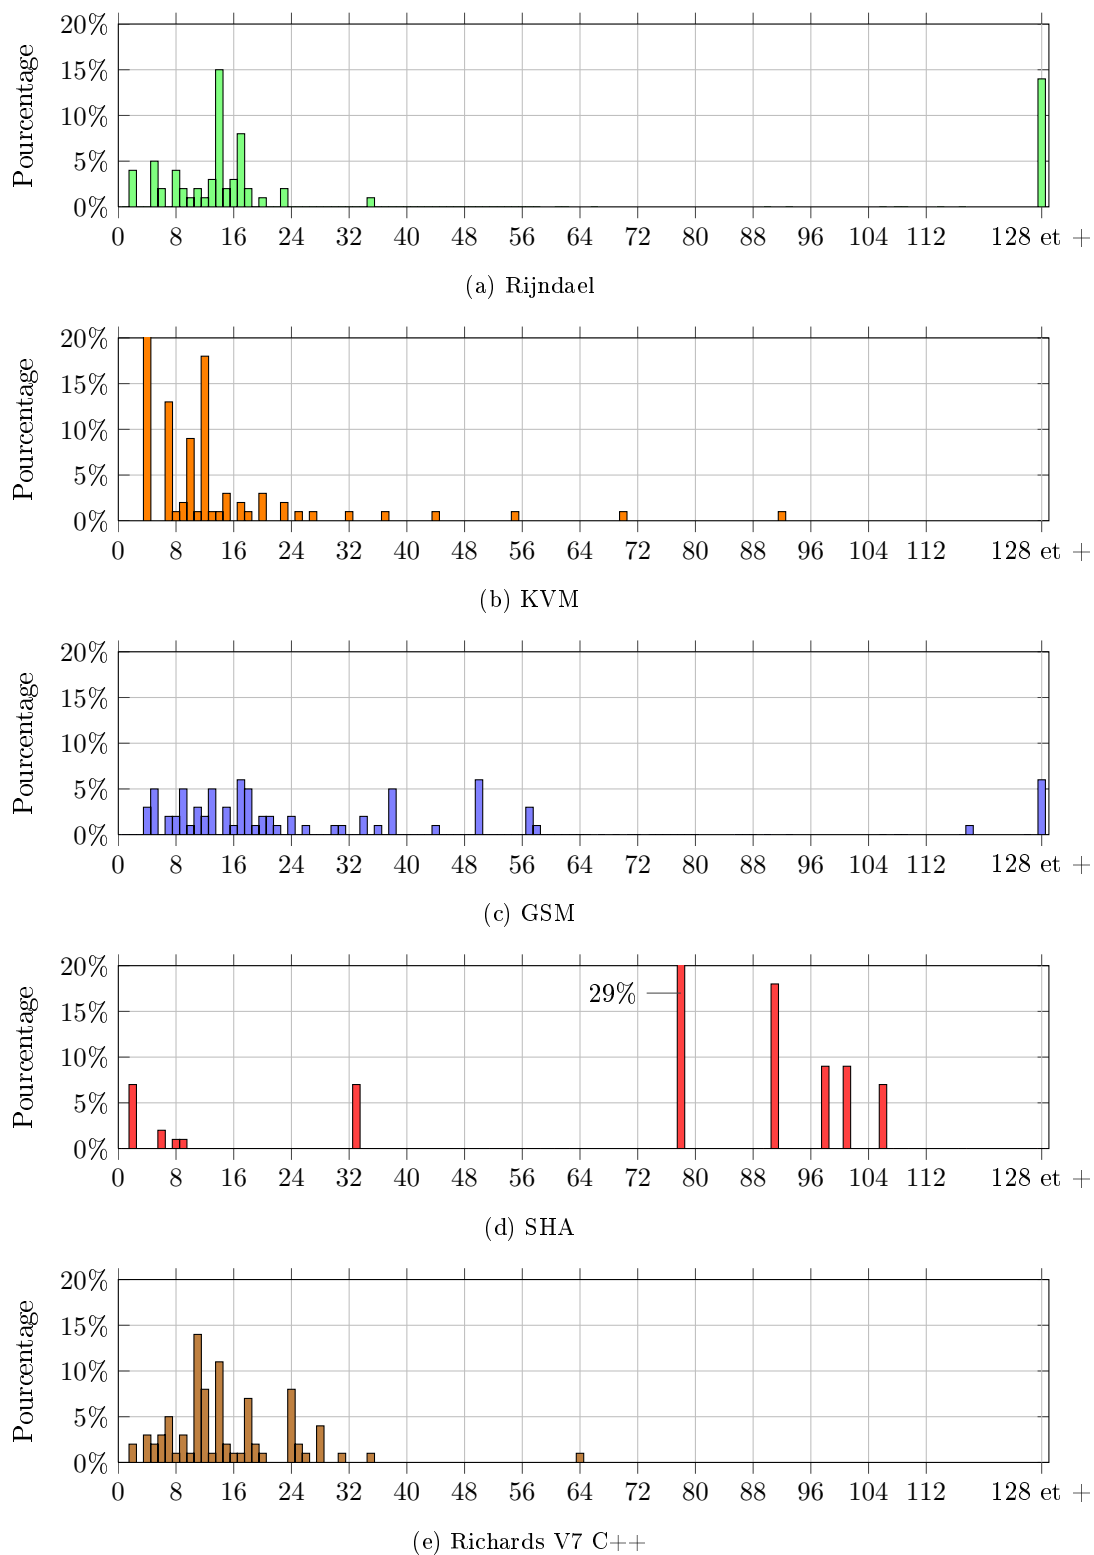 20%
15%
10%
5%
0%
Pourcentage
0 8 16 24 32 40 48 56 64 72 80 88 96 104 112 128 et +
(a) Rijndael
20%
15%
10%
5%
0%
Pourcentage
0 8 16 24 32 40 48 56 64 72 80 88 96 104 112 128 et +
(b) KVM
20%
15%
10%
5%
0%
Pourcentage
0 8 16 24 32 40 48 56 64 72 80 88 96 104 112 128 et +
(c) GSM
20%
15%
10%
5%
0%
Pourcentage
29%
0 8 16 24 32 40 48 56 64 72 80 88 96 104 112 128 et +
(d) SHA
20%
15%
10%
5%
0%
Pourcentage
0 8 16 24 32 40 48 56 64 72 80 88 96 104 112 128 et +
(e) Richards V7 C++